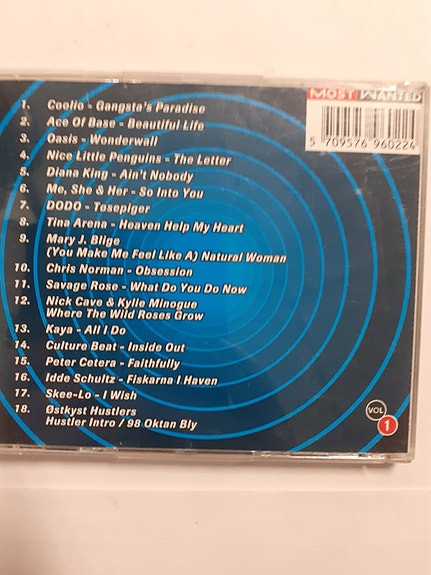 MOST WANTED
5 709576 960224
1. Coolio - Gangsta's Paradise
2. Ace Of Base - Beautiful Life
3. Oasis - Wonderwall
4. Nice Little Penguins - The Letter
5. Diana King - Ain't Nobody
6. Me, She & Her - So Into You
7. DODO - Tøsepiger
8. Tina Arena - Heaven Help My Heart
9. Mary J. Blige
(You Make Me Feel Like A) Natural Woman
10. Chris Norman - Obsession
11. Savage Rose - What Do You Do Now
12. Nick Cave & Kylie Minogue
Where The Wild Roses Grow
13. Kaya - All I Do
14. Culture Beat - Inside Out
15. Peter Cetera - Faithfully
16. Idde Schultz - Fiskarna I Haven
17. Skee-Lo - I Wish
18. Østkyst Hustlers
Hustler Intro / 98 Oktan Bly
VOL
1